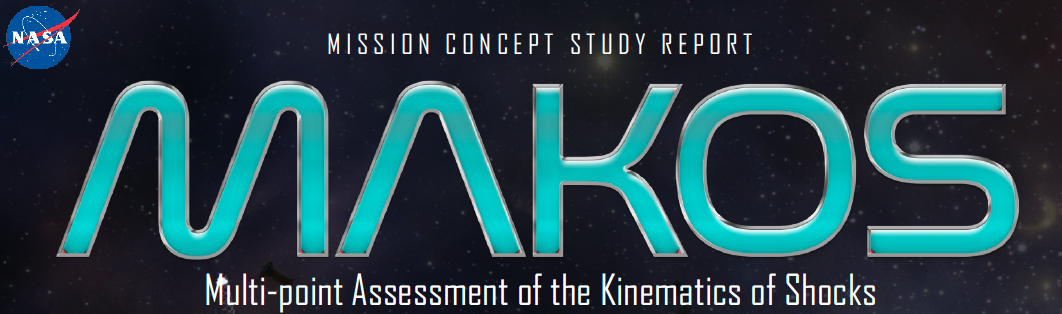 NASA
MISSION CONCEPT STUDY REPORT
MAKOS
Multi-point Assessment of the Kinematics of Shocks